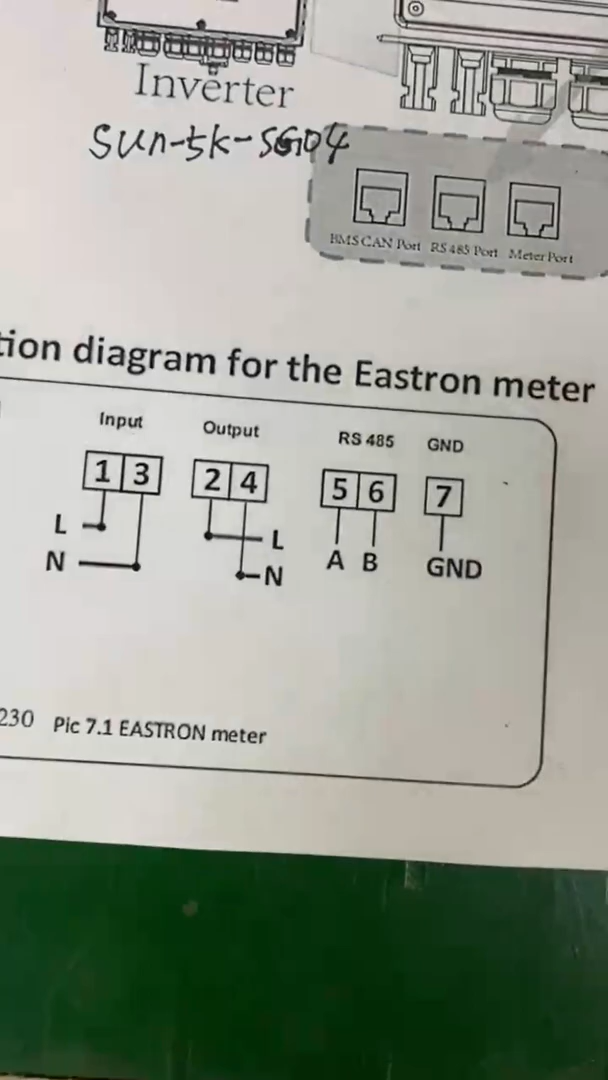 Inverter
SUN-5K-SG04
BMS CAN Port RS 485 Port Meter Port
tion diagram for the Eastron meter
Input Output RS 485 GND
1 3 2 4 5 6 7
L L A B GND
N N
230 Pic 7.1 EASTRON meter